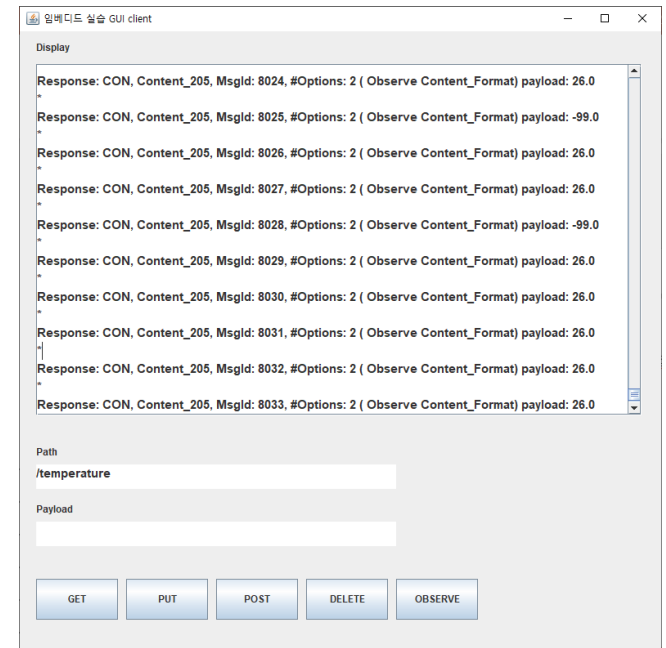 임베디드 실습 GUI client
Display
Response: CON, Content_205, MsgId: 8024, #Options: 2 ( Observe Content_Format) payload: 26.0
*
Response: CON, Content_205, MsgId: 8025, #Options: 2 ( Observe Content_Format) payload: -99.0
*
Response: CON, Content_205, MsgId: 8026, #Options: 2 ( Observe Content_Format) payload: 26.0
*
Response: CON, Content_205, MsgId: 8027, #Options: 2 ( Observe Content_Format) payload: 26.0
*
Response: CON, Content_205, MsgId: 8028, #Options: 2 ( Observe Content_Format) payload: -99.0
*
Response: CON, Content_205, MsgId: 8029, #Options: 2 ( Observe Content_Format) payload: 26.0
*
Response: CON, Content_205, MsgId: 8030, #Options: 2 ( Observe Content_Format) payload: 26.0
*
Response: CON, Content_205, MsgId: 8031, #Options: 2 ( Observe Content_Format) payload: 26.0
*
Response: CON, Content_205, MsgId: 8032, #Options: 2 ( Observe Content_Format) payload: 26.0
*
Response: CON, Content_205, MsgId: 8033, #Options: 2 ( Observe Content_Format) payload: 26.0
Path
/temperature
Payload
GET PUT POST DELETE OBSERVE